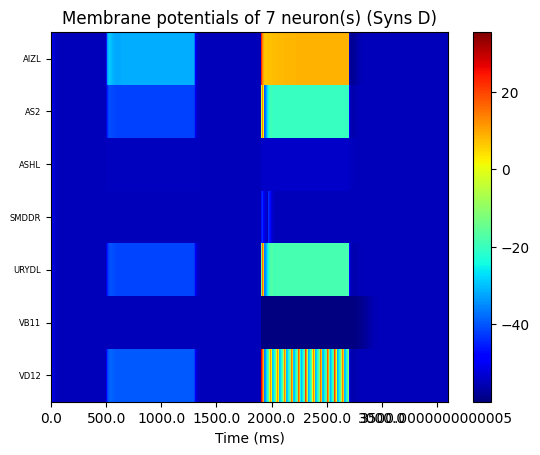 Membrane potentials of 7 neuron(s) (Syns D)
AIZL
AS2
ASHL
SMDDR
URYDL
VB11
VD12
20
0
−20
−40
0.0 500.0 1000.0 1500.0 2000.0 2500.0 3000.0 3500.0000000000005
Time (ms)